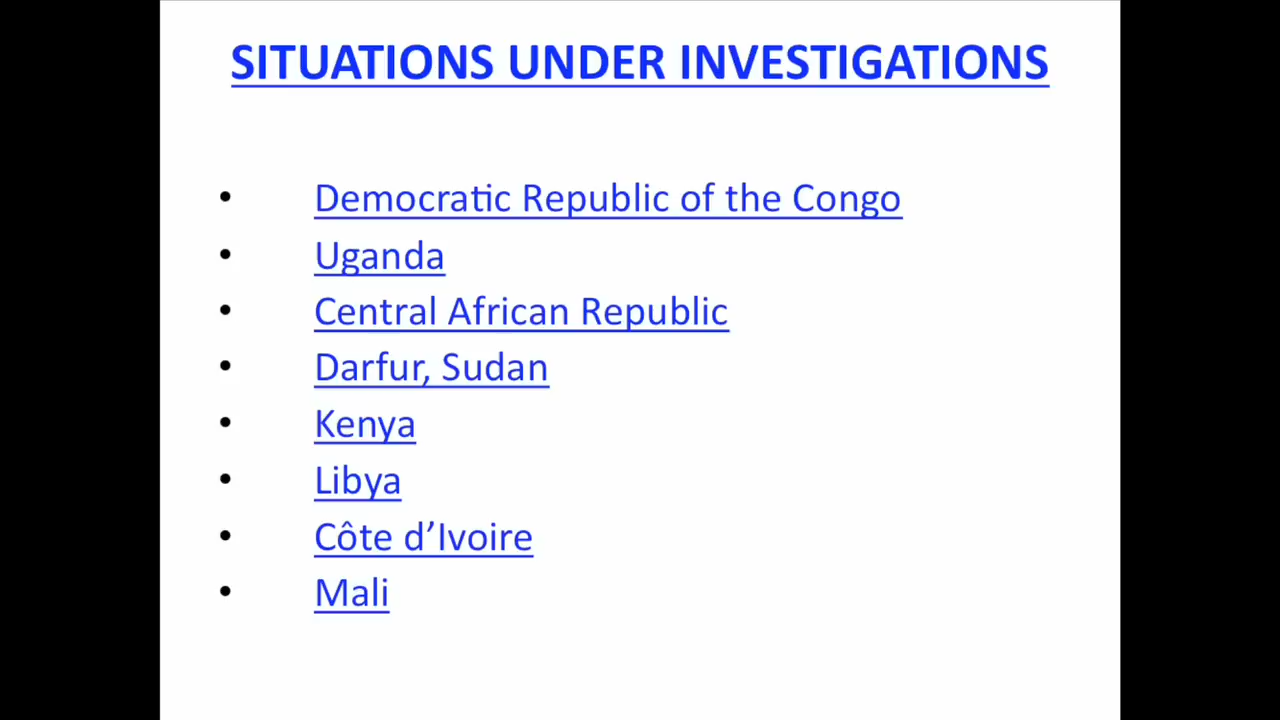 SITUATIONS UNDER INVESTIGATIONS
• Democratic Republic of the Congo
• Uganda
• Central African Republic
• Darfur, Sudan
• Kenya
• Libya
• Côte d’Ivoire
• Mali